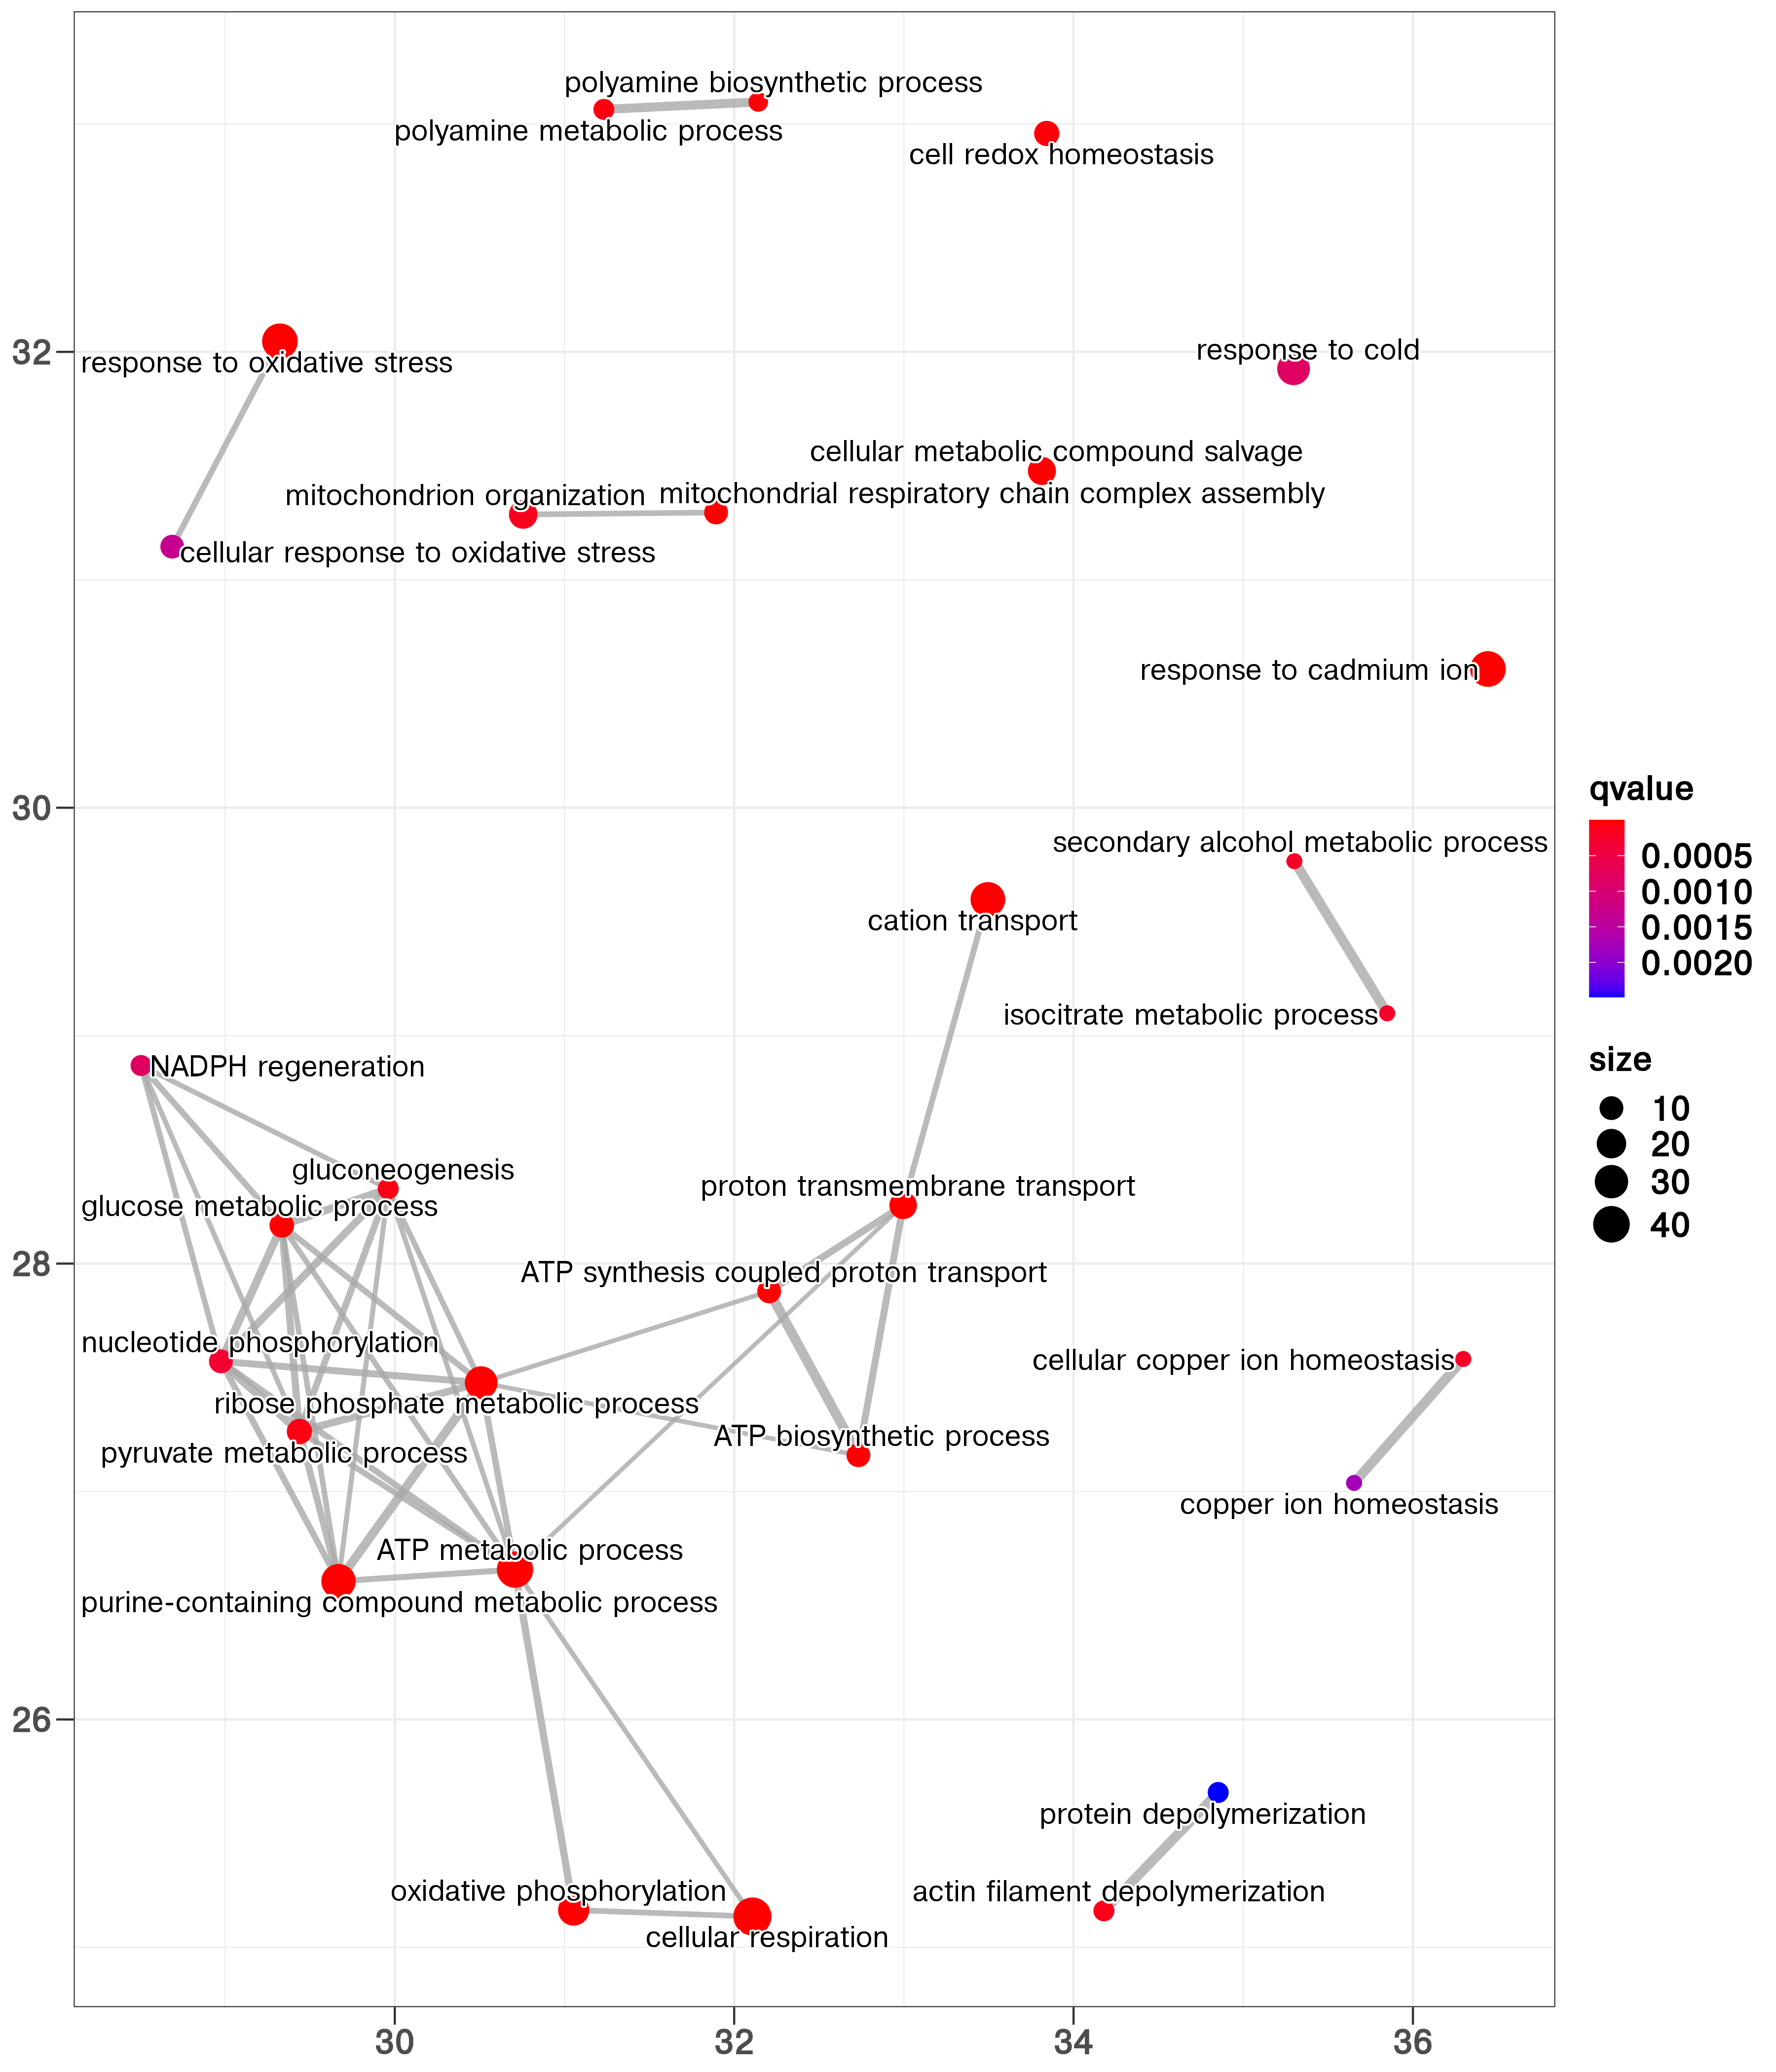 polyamine biosynthetic process
polyamine metabolic process
cell redox homeostasis
32
response to oxidative stress
response to cold
cellular metabolic compound salvage
mitochondrion organization
mitochondrial respiratory chain complex assembly
cellular response to oxidative stress
response to cadmium ion
30
secondary alcohol metabolic process
cation transport
isocitrate metabolic process
NADPH regeneration
gluconeogenesis
proton transmembrane transport
glucose metabolic process
28
ATP synthesis coupled proton transport
nucleotide phosphorylation
cellular copper ion homeostasis
ribose phosphate metabolic process
ATP biosynthetic process
pyruvate metabolic process
copper ion homeostasis
ATP metabolic process
purine-containing compound metabolic process
26
protein depolymerization
oxidative phosphorylation
actin filament depolymerization
cellular respiration
30 32 34 36
qvalue
0.0005
0.0010
0.0015
0.0020
size
10
20
30
40